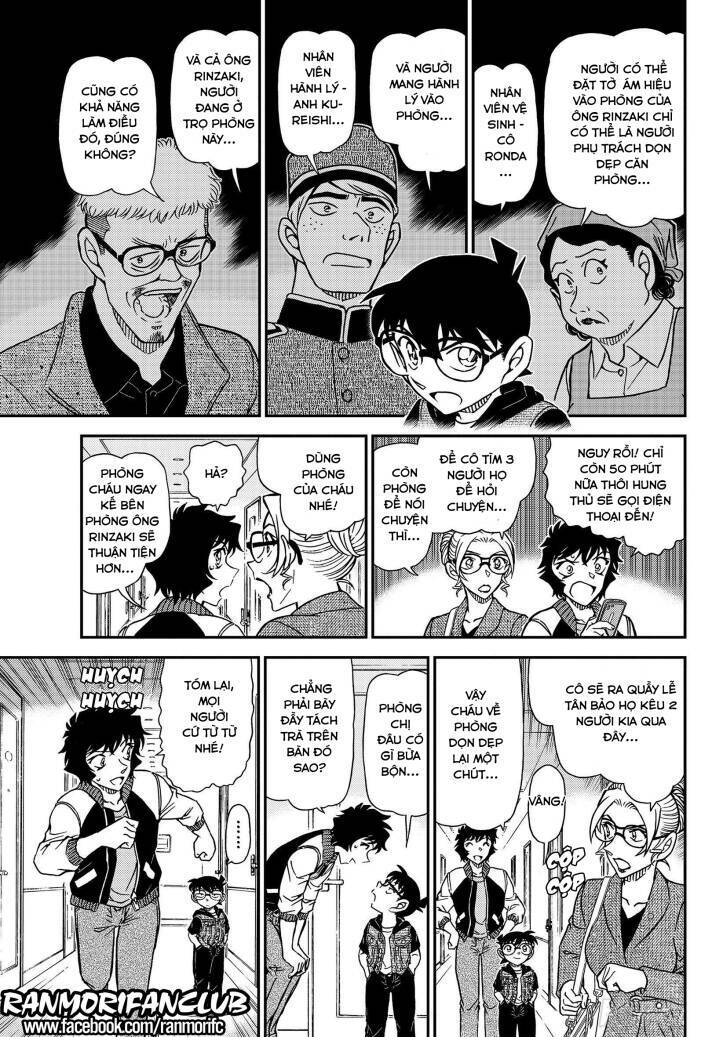 NGƯỜI CÓ THỂ
ĐẶT TỜ ÁM HIỆU
VÀO PHÒNG CỦA
ÔNG RINZAKI CHỈ
CÓ THỂ LÀ NGƯỜI
PHỤ TRÁCH DỌN
DẸP CĂN
PHÒNG...
NHÂN
VIÊN VỆ
SINH -
CÔ
RONDA
...
VÀ NGƯỜI
MANG HÀNH
LÝ VÀO
PHÒNG...
NHÂN
VIÊN
HÀNH LÝ -
ANH KU-
REISHI...
VÀ CẢ ÔNG
RINZAKI,
NGƯỜI
ĐANG Ở
TRỌ PHÒNG
NÀY...
CŨNG CÓ
KHẢ NĂNG
LÀM ĐIỀU
ĐÓ, ĐÚNG
KHÔNG?
NGUY RỒI! CHỈ
CÒN 50 PHÚT
NỮA THÔI HUNG
THỦ SẼ GỌI ĐIỆN
THOẠI ĐẾN!
ĐỂ CÔ TÌM 3
NGƯỜI HỌ
ĐỂ HỎI
CHUYỆN...
CÒN
PHÒNG
ĐỂ NÓI
CHUYỆN
THÌ...
DÙNG
PHÒNG
CỦA CHÁU
NHÉ!
HẢ?
PHÒNG
CHÁU NGAY
KẾ BÊN
PHÒNG ÔNG
RINZAKI SẼ
THUẬN TIỆN
HƠN...
CÔ SẼ RA QUẦY LỄ
TÂN BẢO HỌ KÊU 2
NGƯỜI KIA QUA
ĐÂY...
VÂNG!
VẬY
CHÁU VỀ
PHÒNG
DỌN DẸP
LẠI MỘT
CHÚT...
CỘP
CỘP
PHÒNG
CHỊ
ĐÂU CÓ
GÌ BỪA
BỘN...
CHẲNG
PHẢI BÀY
ĐẦY TÁCH
TRÀ TRÊN
BÀN ĐÓ
SAO?
TÓM LẠI,
MỌI
NGƯỜI
CỨ TỪ TỪ
NHÉ!
HUỴCH
HUỴCH
......
RANMORIFANCLUB
www.facebook.com/ranmorifc